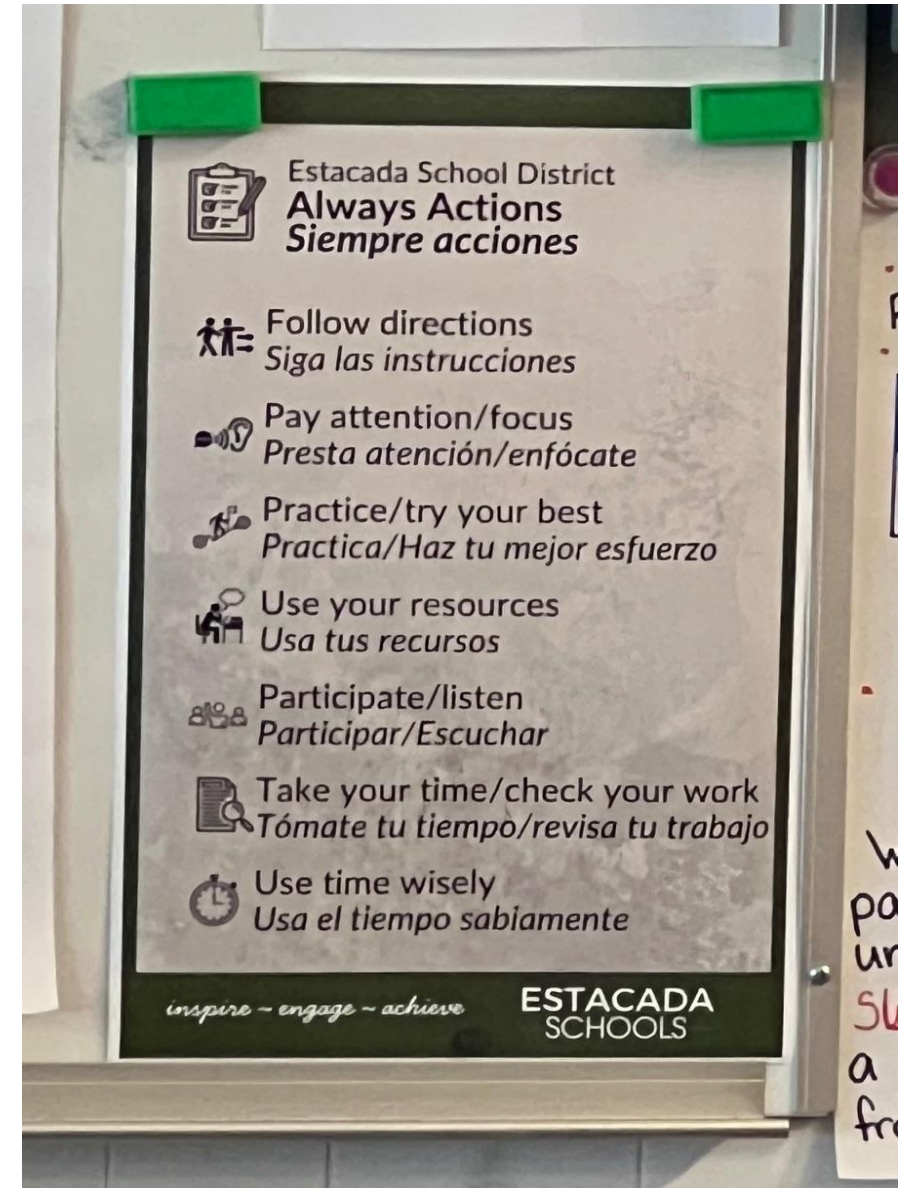 Estacada School District
Always Actions
Siempre acciones
Follow directions
Siga las instrucciones
Pay attention/focus
Presta atención/enfócate
Practice/try your best
Practica/Haz tu mejor esfuerzo
Use your resources
Usa tus recursos
Participate/listen
Participar/Escuchar
Take your time/check your work
Tómate tu tiempo/revisa tu trabajo
Use time wisely
Usa el tiempo sabiamente
inspire ~ engage ~ achieve
ESTACADA
SCHOOLS
a